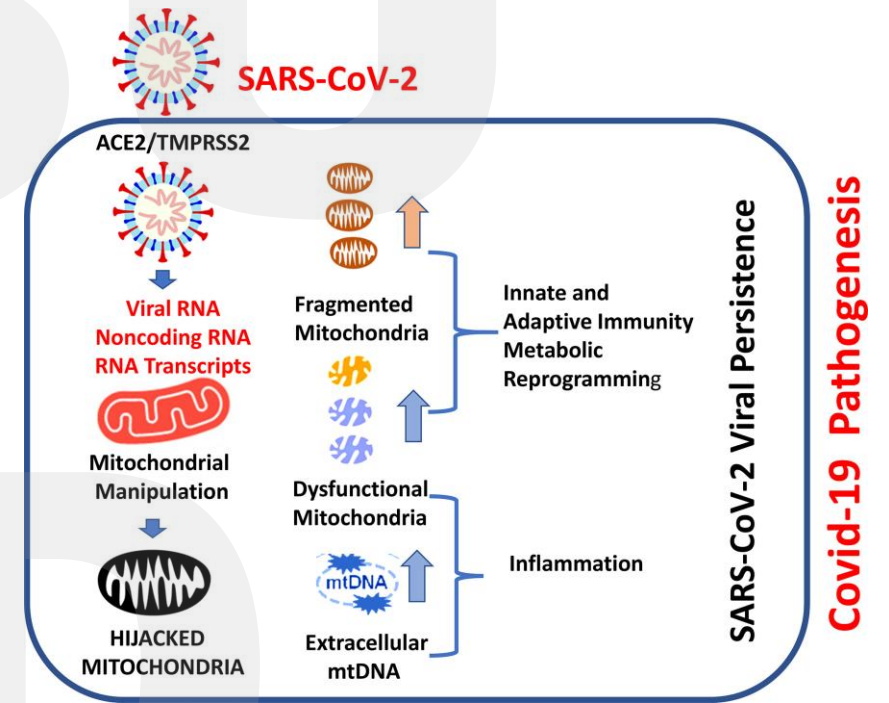 SARS-CoV-2
ACE2/TMPRSS2
Viral RNA
Noncoding RNA
RNA Transcripts
Mitochondrial
Manipulation
HIJACKED
MITOCHONDRIA
Fragmented
Mitochondria
Dysfunctional
Mitochondria
mtDNA
Extracellular
mtDNA
Innate and
Adaptive Immunity
Metabolic
Reprogramming
Inflammation
SARS-CoV-2 Viral Persistence
Covid-19 Pathogenesis